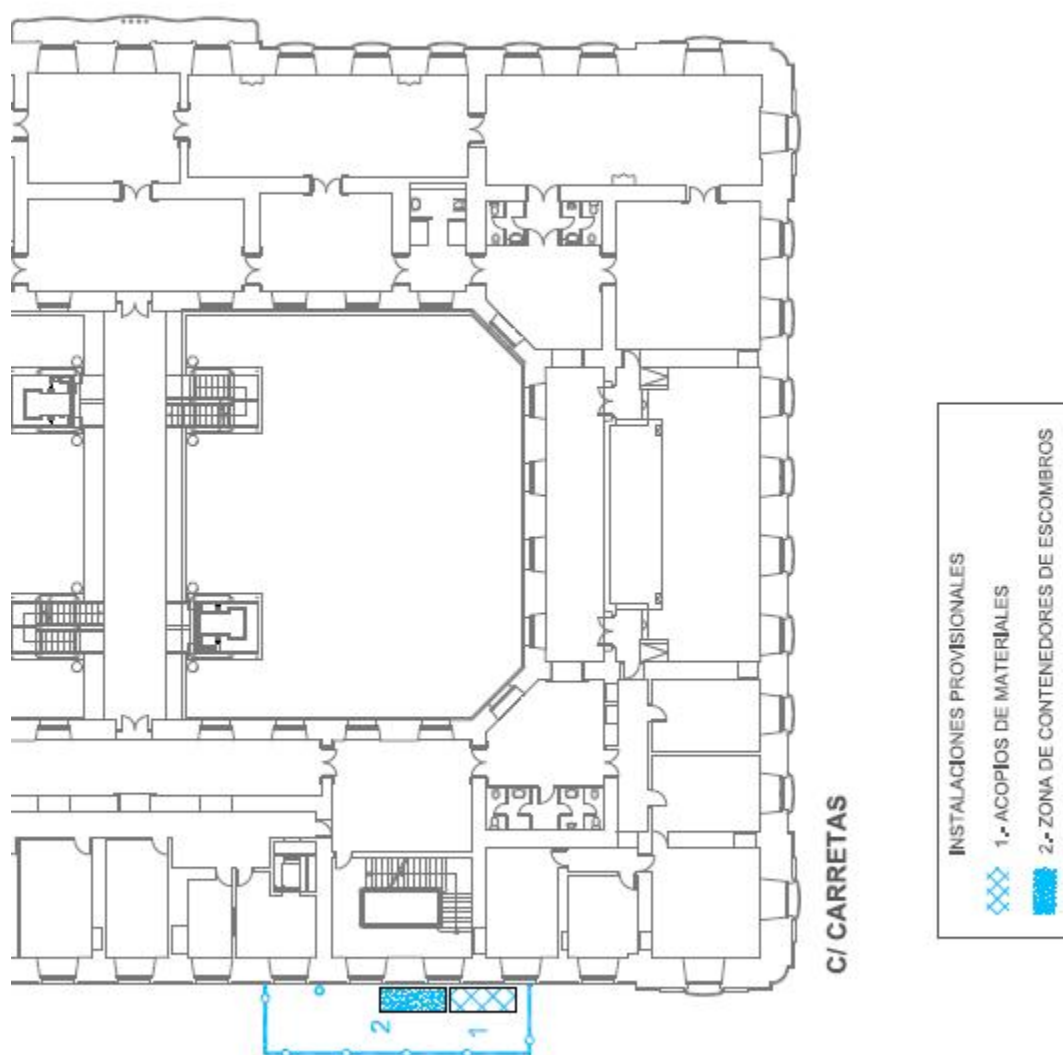 C/ CARRETAS
2
1
INSTALACIONES PROVISIONALES
1.- ACOPIOS DE MATERIALES
2.- ZONA DE CONTENEDORES DE ESCOMBROS